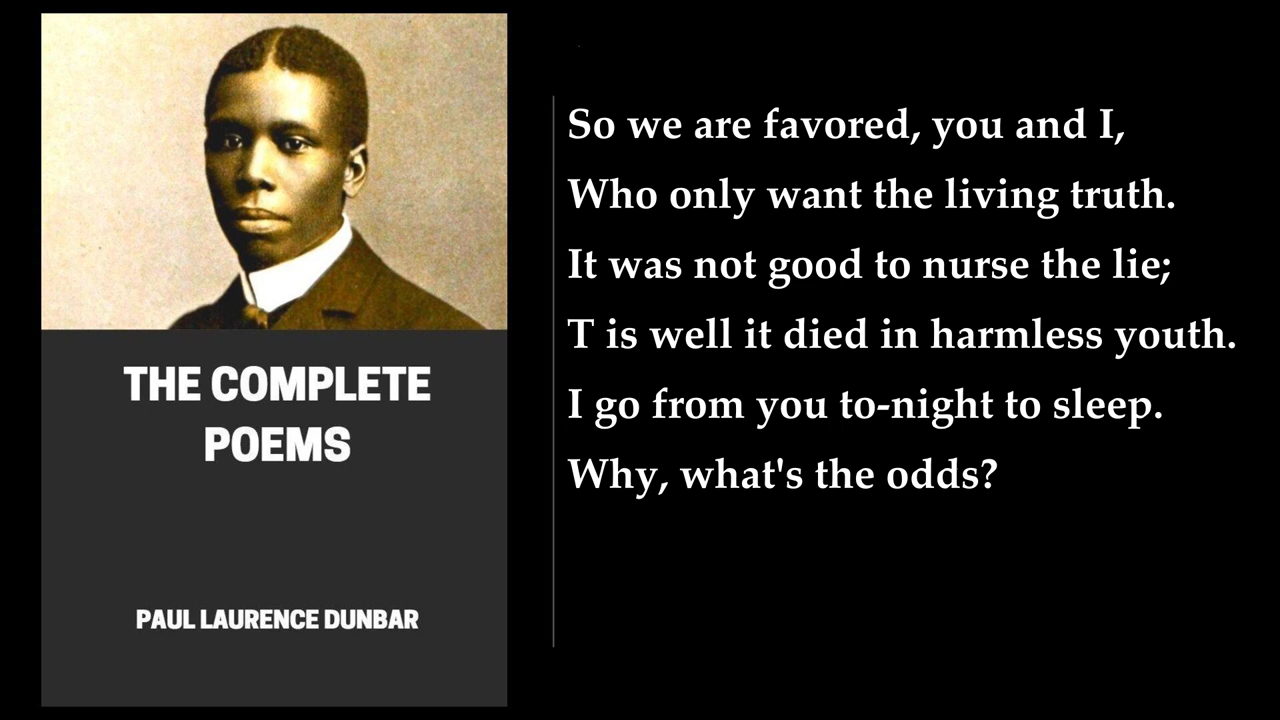 THE COMPLETE
POEMS
PAUL LAURENCE DUNBAR
So we are favored, you and I,
Who only want the living truth.
It was not good to nurse the lie;
T is well it died in harmless youth.
I go from you to-night to sleep.
Why, what's the odds?